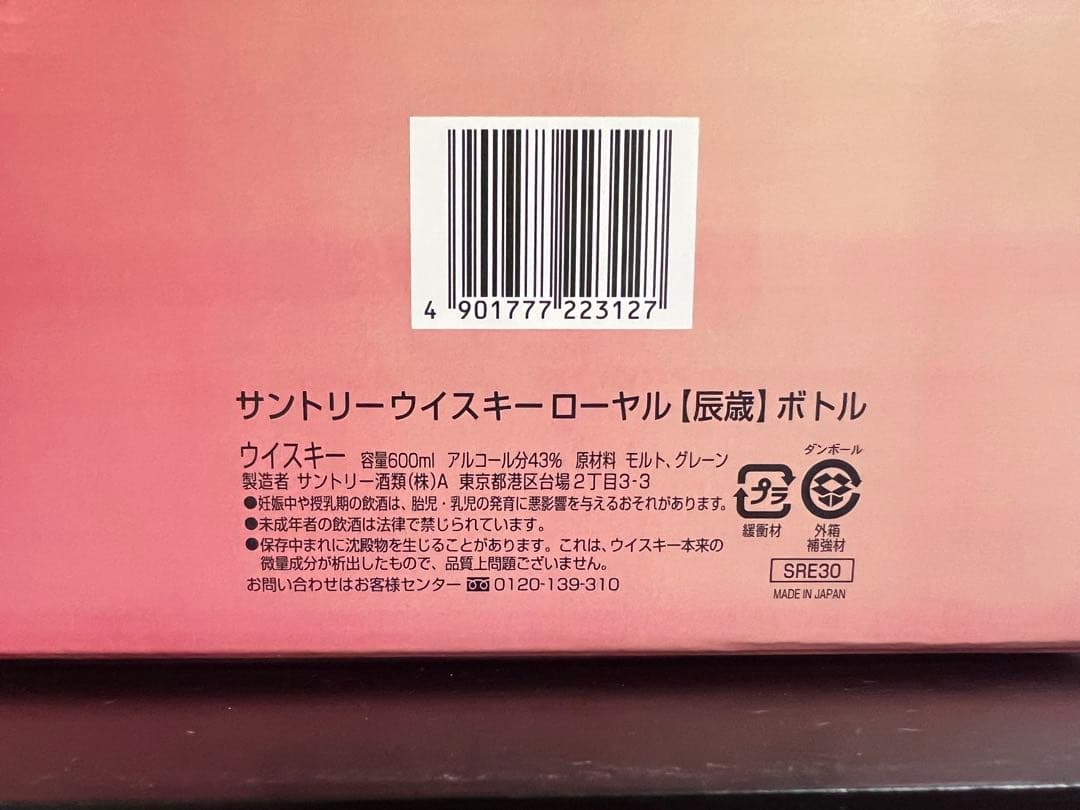 4 901777 223127
サントリーウイスキーローヤル【辰歳】ボトル
ウイスキー 容量600ml アルコール分43% 原材料 モルト、グレーン
製造者 サントリー酒類(株)A 東京都港区台場2丁目3-3
●妊娠中や授乳期の飲酒は、胎児・乳児の発育に悪影響を与えるおそれがあります。
●未成年者の飲酒は法律で禁じられています。
●保存中まれに沈殿物を生じることがあります。これは、ウイスキー本来の
微量成分が析出したもので、品質上問題ございません。
お問い合わせはお客様センター 0120-139-310
プラ
緩衝材
ダンボール
外箱
補強材
SRE30
MADE IN JAPAN